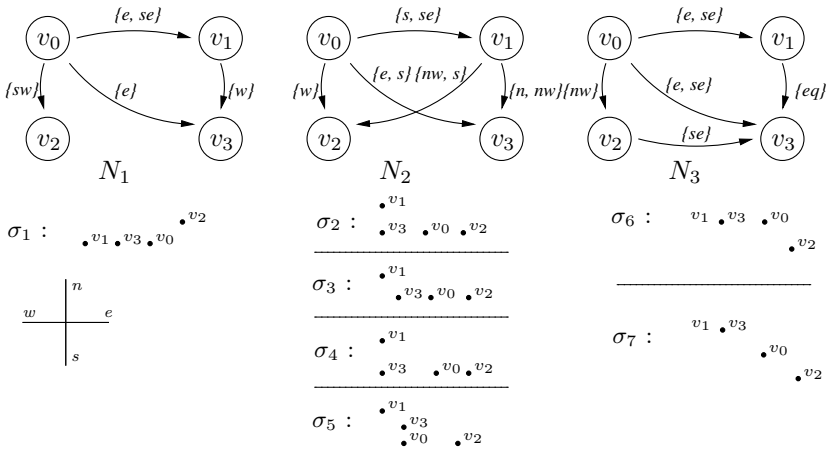 {e, se}
v₀ v₁
{sw} {e} {w}
v₂ v₃
N₁
{s, se}
v₀ v₁
{w} {e, s} {nw, s} {n, nw}
v₂ v₃
N₂
{e, se}
v₀ v₁
{nw} {e, se} {eq}
{se}
v₂ v₃
N₃
σ₁ :
v₂
v₁ v₃ v₀
n
w e
s
σ₂ :
v₁
v₃ v₀ v₂
σ₃ :
v₁
v₃ v₀ v₂
σ₄ :
v₁
v₃ v₀ v₂
σ₅ :
v₁
v₃
v₀ v₂
σ₆ :
v₁ v₃ v₀
v₂
σ₇ :
v₁ v₃
v₀
v₂